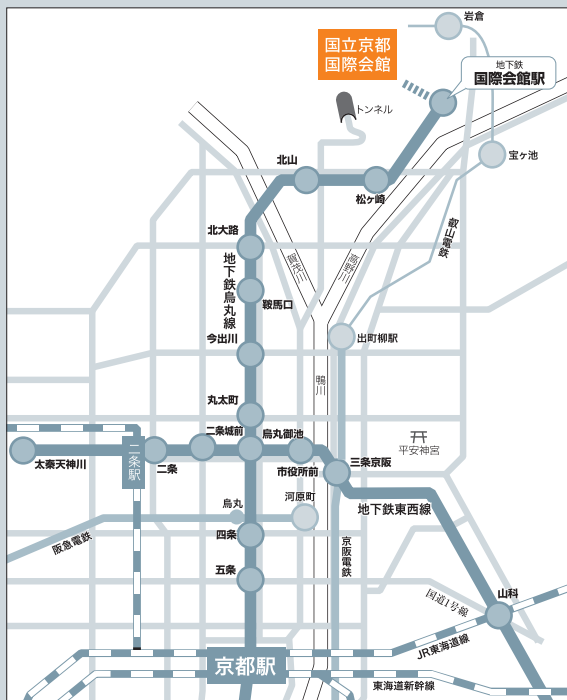 岩倉
国立京都
国際会館
地下鉄
国際会館駅
トンネル
宝ヶ池
北山
松ヶ崎
叡山電鉄
北大路
地下鉄烏丸線
賀茂川
高野川
鞍馬口
今出川
出町柳駅
鴨川
丸太町
二条城前
烏丸御池
平安神宮
太秦天神川
二条駅
二条
市役所前
三条京阪
烏丸
河原町
地下鉄東西線
阪急電鉄
四条
京阪電鉄
五条
国道1号線
山科
京都駅
JR東海道線
東海道新幹線